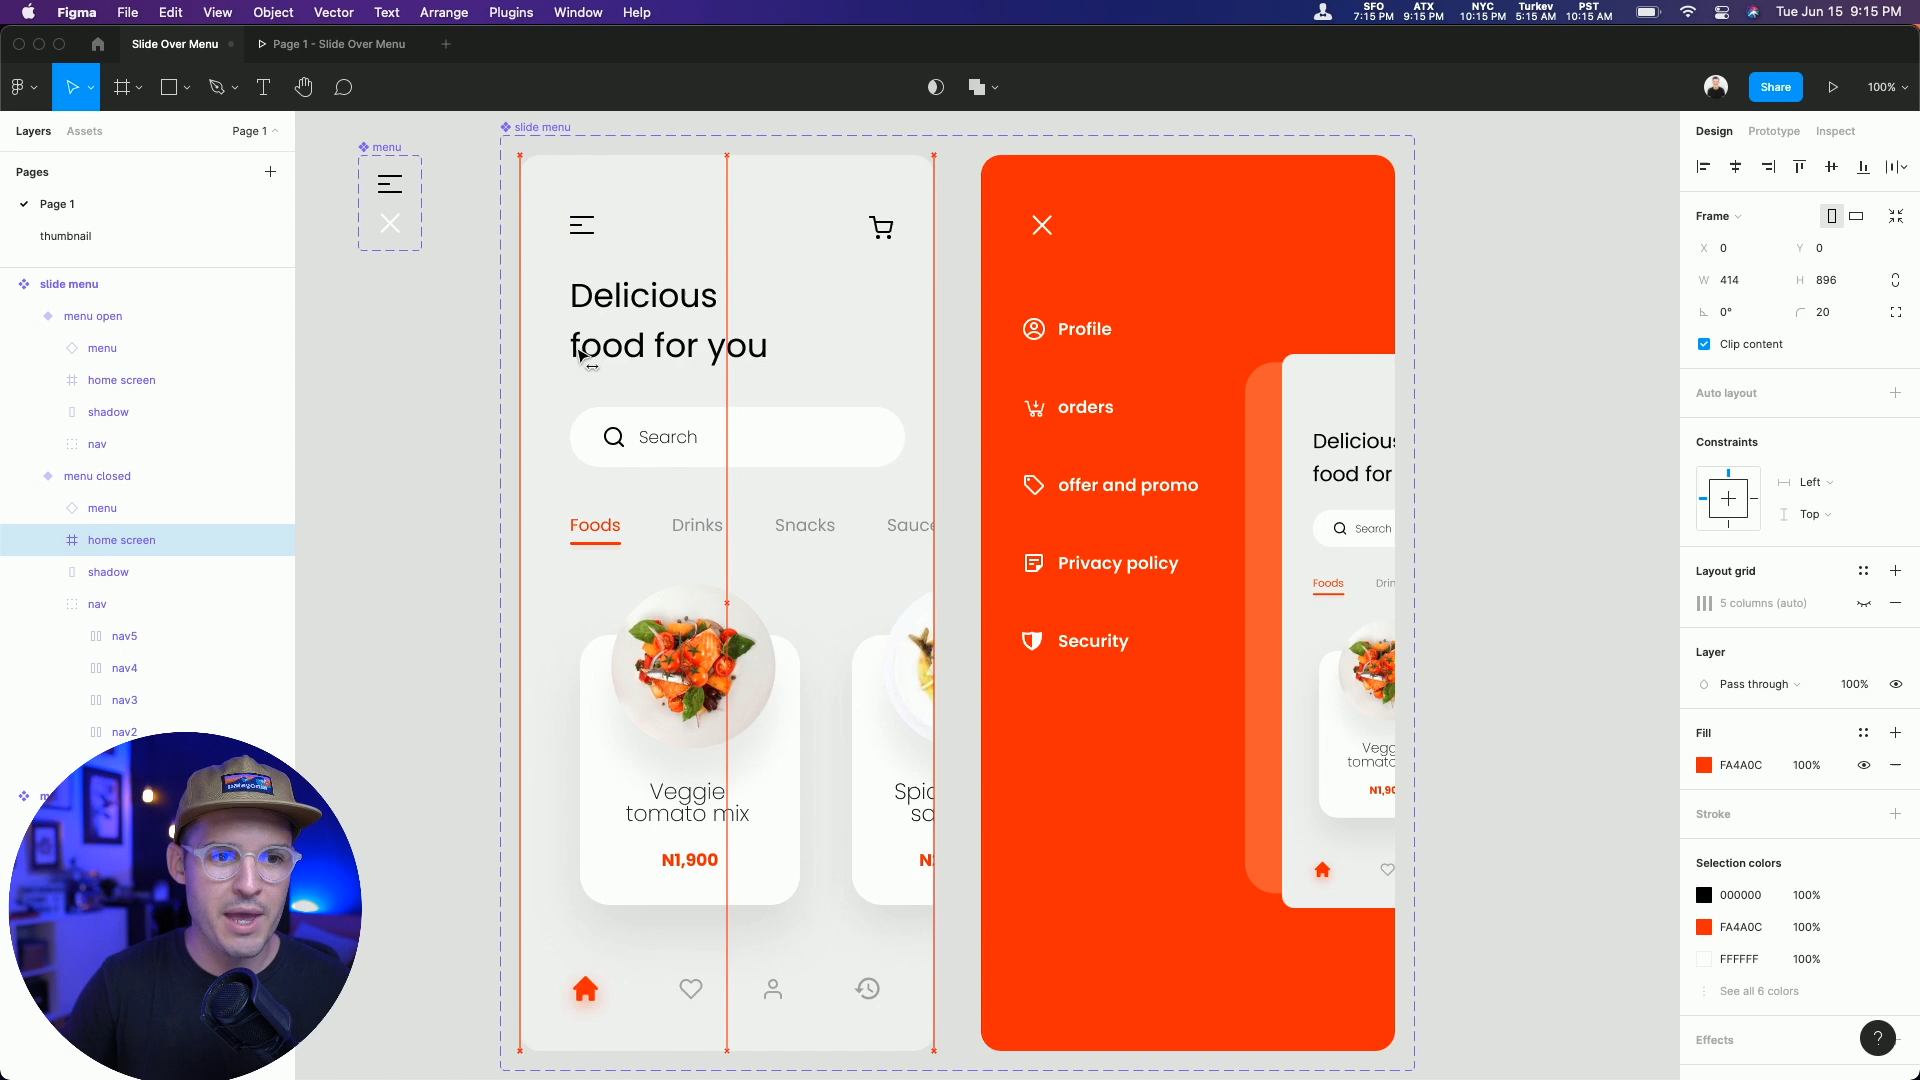 Figma File Edit View Object Vector Text Arrange Plugins Window Help
SFO 7:15 PM ATX 9:15 PM NYC 10:15 PM Turkey 5:15 AM PST 10:15 AM
Tue Jun 15 9:15 PM
Slide Over Menu
Page 1 - Slide Over Menu
Share
100%
Layers Assets Page 1
Pages
Page 1
thumbnail
slide menu
menu open
menu
home screen
shadow
nav
menu closed
menu
home screen
shadow
nav
nav5
nav4
nav3
nav2
menu
slide menu
Delicious
food for you
Search
Foods Drinks Snacks Sauce
Veggie
tomato mix
N1,900
Spic
sa
Profile
orders
offer and promo
Privacy policy
Security
Delicious
food for
Search
Foods Drin
Vegg
tomato
N1,90
Design Prototype Inspect
Frame
X 0 Y 0
W 414 H 896
0° 20
Clip content
Auto layout
Constraints
Left
Top
Layout grid
5 columns (auto)
Layer
Pass through 100%
Fill
FA4A0C 100%
Stroke
Selection colors
000000 100%
FA4A0C 100%
FFFFFF 100%
See all 6 colors
Effects
?